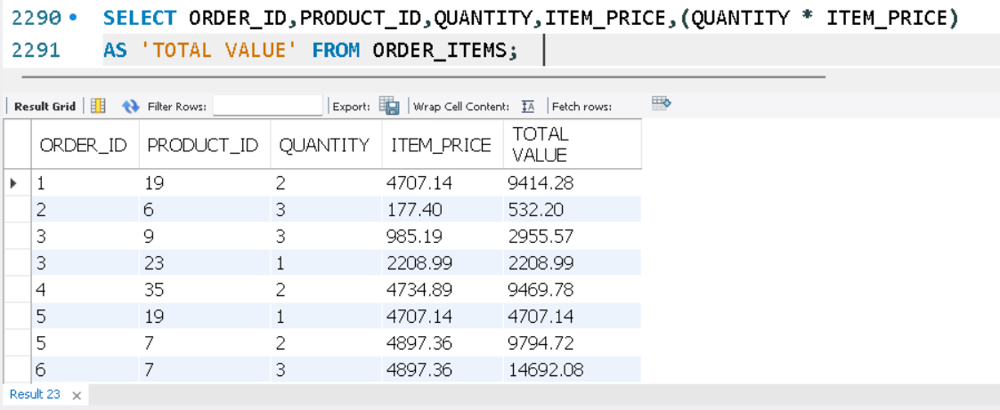 2290 SELECT ORDER_ID,PRODUCT_ID,QUANTITY,ITEM_PRICE,(QUANTITY * ITEM_PRICE)
2291 AS 'TOTAL VALUE' FROM ORDER_ITEMS;
Result Grid Filter Rows: Export: Wrap Cell Content: IA Fetch rows:
ORDER_ID PRODUCT_ID QUANTITY ITEM_PRICE TOTAL VALUE
1 19 2 4707.14 9414.28
2 6 3 177.40 532.20
3 9 3 985.19 2955.57
3 23 1 2208.99 2208.99
4 35 2 4734.89 9469.78
5 19 1 4707.14 4707.14
5 7 2 4897.36 9794.72
6 7 3 4897.36 14692.08
Result 23